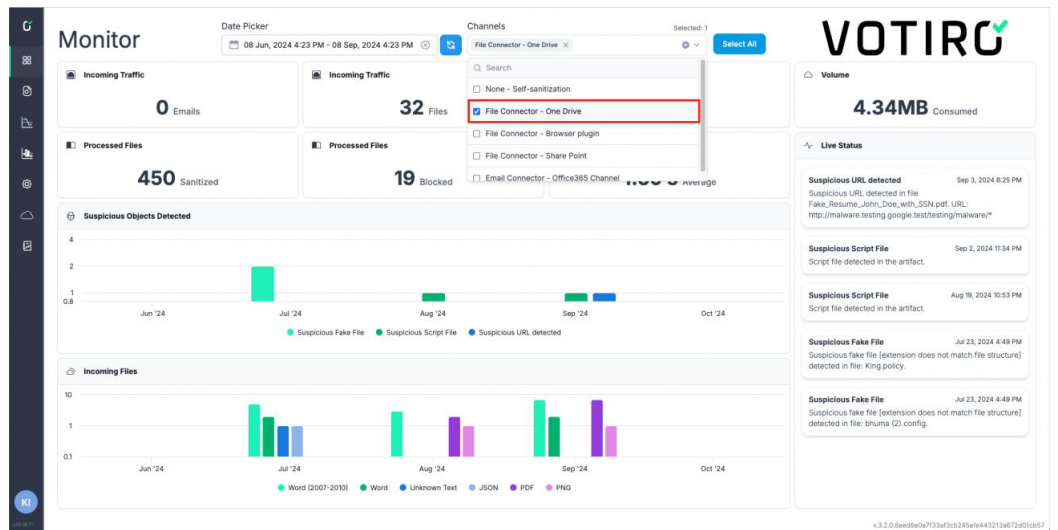 Monitor
Date Picker
08 Jun, 2024 4:23 PM - 08 Sep, 2024 4:23 PM
Channels
Selected: 1
File Connector - One Drive
Select All
VOTIRO
Search
None - Self-sanitization
File Connector - One Drive
File Connector - Browser plugin
File Connector - Share Point
Email Connector - Office365 Channel
Incoming Traffic
0 Emails
Incoming Traffic
32 Files
Volume
4.34MB Consumed
Processed Files
450 Sanitized
Processed Files
19 Blocked
Average
Live Status
Suspicious URL detected
Sep 3, 2024 8:25 PM
Suspicious URL detected in file
Fake_Resume_John_Doe_with_SSN.pdf. URL:
http://malware.testing.google.test/testing/malware/*
Suspicious Script File
Sep 2, 2024 11:34 PM
Script file detected in the artifact.
Suspicious Script File
Aug 19, 2024 10:53 PM
Script file detected in the artifact.
Suspicious Fake File
Jul 23, 2024 4:49 PM
Suspicious fake file [extension does not match file structure]
detected in file: King.policy.
Suspicious Fake File
Jul 23, 2024 4:49 PM
Suspicious fake file [extension does not match file structure]
detected in file: bhuma (2).config.
Suspicious Objects Detected
4
2
1
0.8
Jun '24
Jul '24
Aug '24
Sep '24
Oct '24
Suspicious Fake File
Suspicious Script File
Suspicious URL detected
Incoming Files
10
1
0.1
Jun '24
Jul '24
Aug '24
Sep '24
Oct '24
Word (2007-2010)
Word
Unknown Text
JSON
PDF
PNG
KI